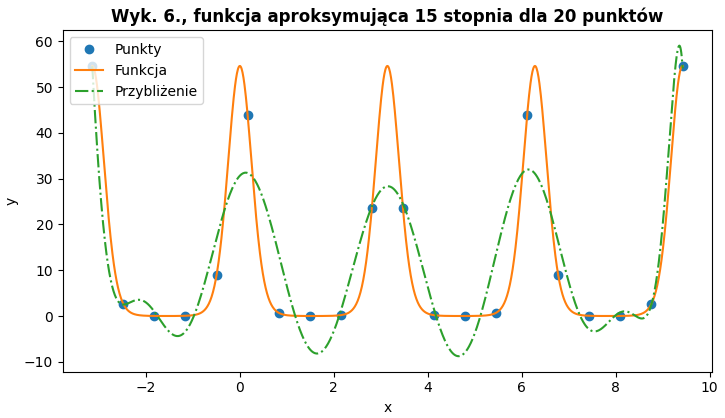 Wyk. 6., funkcja aproksymująca 15 stopnia dla 20 punktów
Punkty
Funkcja
Przybliżenie
y
60
50
40
30
20
10
0
−10
−2
0
2
4
6
8
10
x